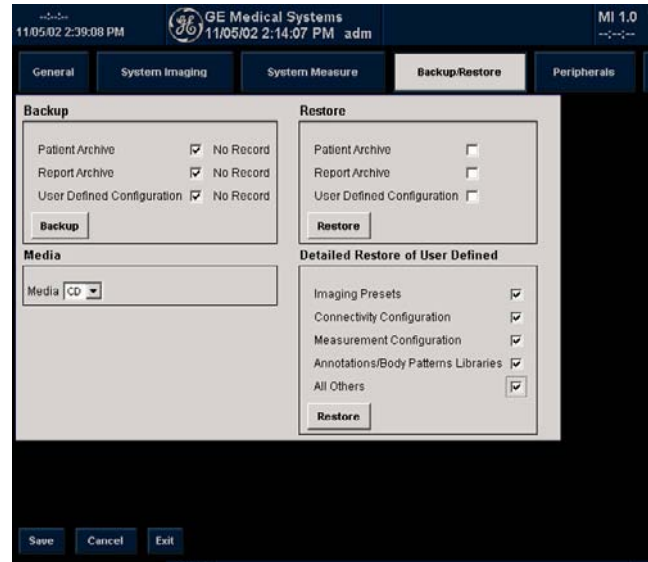 --:--:--
11/05/02 2:39:08 PM
GE Medical Systems
11/05/02 2:14:07 PM adm
MI 1.0
--:--:--
General
System Imaging
System Measure
Backup/Restore
Peripherals
Backup
Patient Archive No Record
Report Archive No Record
User Defined Configuration No Record
Backup
Media
Media CD
Restore
Patient Archive
Report Archive
User Defined Configuration
Restore
Detailed Restore of User Defined
Imaging Presets
Connectivity Configuration
Measurement Configuration
Annotations/Body Patterns Libraries
All Others
Restore
Save
Cancel
Exit